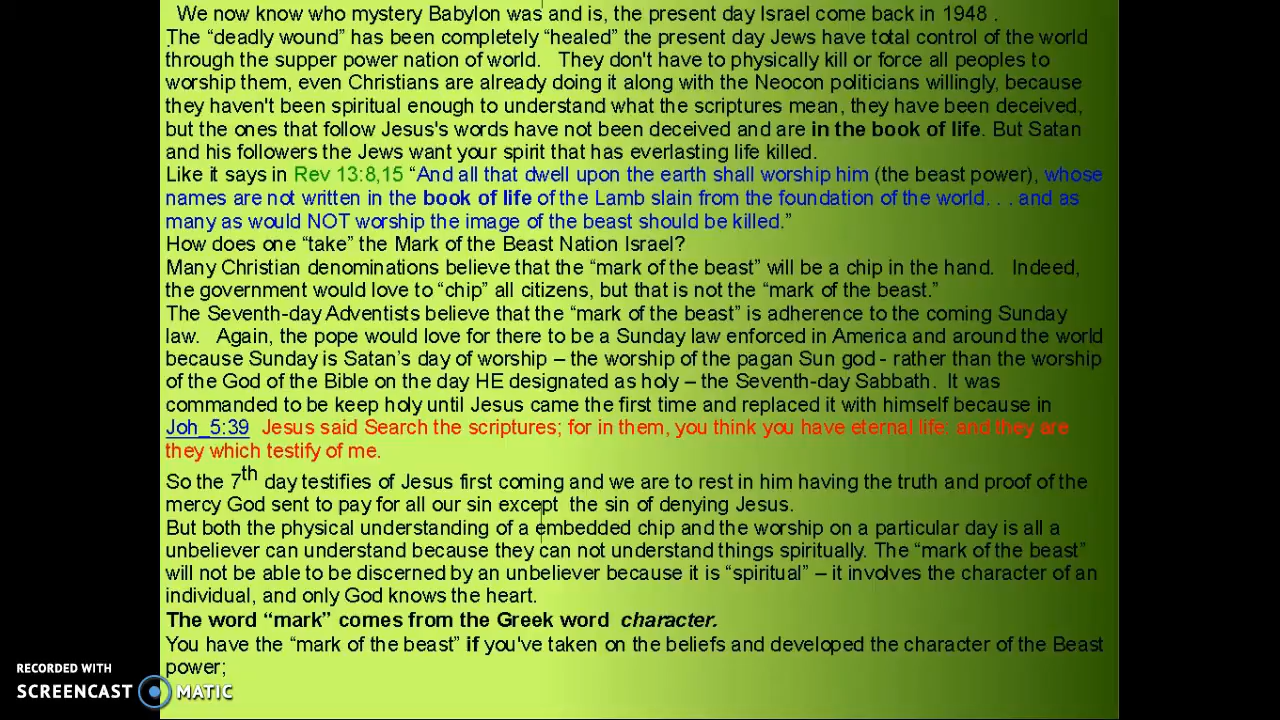 We now know who mystery Babylon was and is, the present day Israel come back in 1948 .
The “deadly wound” has been completely “healed” the present day Jews have total control of the world
through the supper power nation of world. They don't have to physically kill or force all peoples to
worship them, even Christians are already doing it along with the Neocon politicians willingly, because
they haven't been spiritual enough to understand what the scriptures mean, they have been deceived,
but the ones that follow Jesus's words have not been deceived and are in the book of life. But Satan
and his followers the Jews want your spirit that has everlasting life killed.
Like it says in Rev 13:8,15 “And all that dwell upon the earth shall worship him (the beast power), whose
names are not written in the book of life of the Lamb slain from the foundation of the world. . . and as
many as would NOT worship the image of the beast should be killed.”
How does one “take” the Mark of the Beast Nation Israel?
Many Christian denominations believe that the “mark of the beast” will be a chip in the hand. Indeed,
the government would love to “chip” all citizens, but that is not the “mark of the beast.”
The Seventh-day Adventists believe that the “mark of the beast” is adherence to the coming Sunday
law. Again, the pope would love for there to be a Sunday law enforced in America and around the world
because Sunday is Satan’s day of worship – the worship of the pagan Sun god - rather than the worship
of the God of the Bible on the day HE designated as holy – the Seventh-day Sabbath. It was
commanded to be keep holy until Jesus came the first time and replaced it with himself because in
Joh_5:39 Jesus said Search the scriptures; for in them, you think you have eternal life: and they are
they which testify of me.
So the 7th day testifies of Jesus first coming and we are to rest in him having the truth and proof of the
mercy God sent to pay for all our sin except the sin of denying Jesus.
But both the physical understanding of a embedded chip and the worship on a particular day is all a
unbeliever can understand because they can not understand things spiritually. The “mark of the beast”
will not be able to be discerned by an unbeliever because it is “spiritual” – it involves the character of an
individual, and only God knows the heart.
The word “mark” comes from the Greek word character.
You have the “mark of the beast” if you've taken on the beliefs and developed the character of the Beast
power;
RECORDED WITH
SCREENCAST MATIC